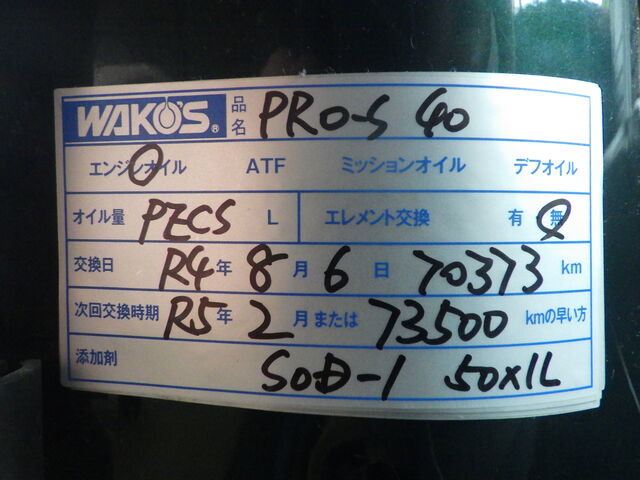 WAKO'S® 品名 PRO-S 40
エンジンオイル ATF ミッションオイル デフオイル
オイル量 PECS L エレメント交換 有 無
交換日 R4年 8月 6日 70373 km
次回交換時期 R5年 2月または 73500 kmの早い方
添加剤 SOD-1 50×1L